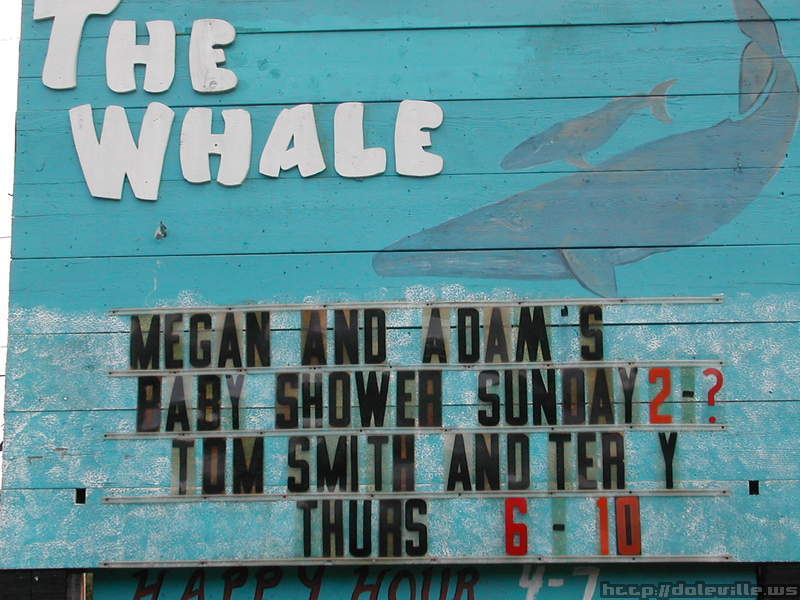 THE
WHALE
MEGAN AND ADAM'S
BABY SHOWER SUNDAY 2-?
TOM SMITH AND TER Y
THURS 6-10
HAPPY HOUR 4-7
http://doleville.ws